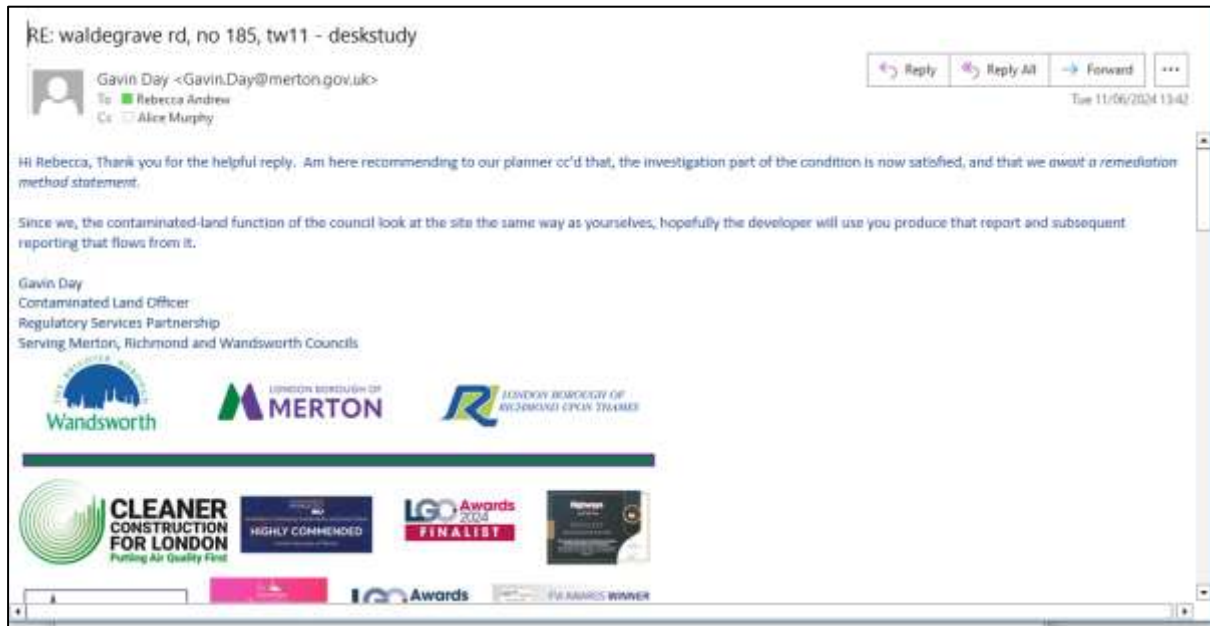 RE: waldegrave rd, no 185, tw11 - deskstudy
Gavin Day <Gavin.Day@merton.gov.uk>
To Rebecca Andrew
Cc Alice Murphy
Reply Reply All Forward ...
Tue 11/06/2024 13:42
Hi Rebecca, Thank you for the helpful reply. Am here recommending to our planner cc'd that, the investigation part of the condition is now satisfied, and that we await a remediation
method statement.
Since we, the contaminated-land function of the council look at the site the same way as yourselves, hopefully the developer will use you produce that report and subsequent
reporting that flows from it.
Gavin Day
Contaminated Land Officer
Regulatory Services Partnership
Serving Merton, Richmond and Wandsworth Councils
THE BRIGHTER BOROUGH
Wandsworth
LONDON BOROUGH OF
MERTON
LONDON BOROUGH OF
RICHMOND UPON THAMES
CLEANER
CONSTRUCTION
FOR LONDON
Putting Air Quality First
HIGHLY COMMENDED
LGC Awards
2024
FINALIST
LGC Awards
AWARDS WINNER